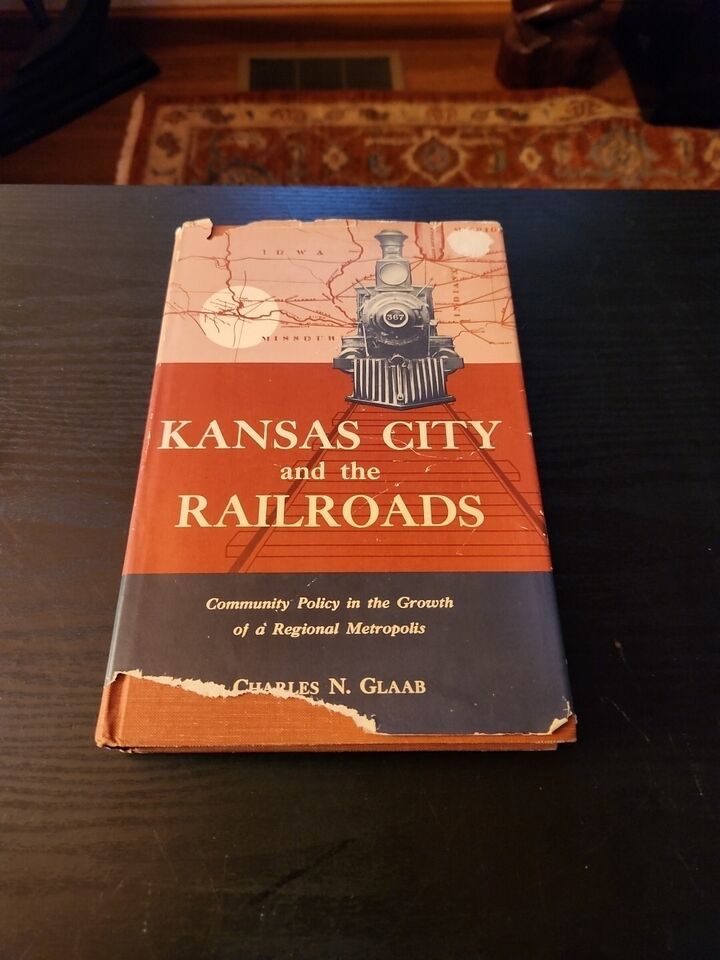 IOWA
MISSOURI
INDIANA
367
KANSAS CITY
and the
RAILROADS
Community Policy in the Growth
of a Regional Metropolis
CHARLES N. GLAAB